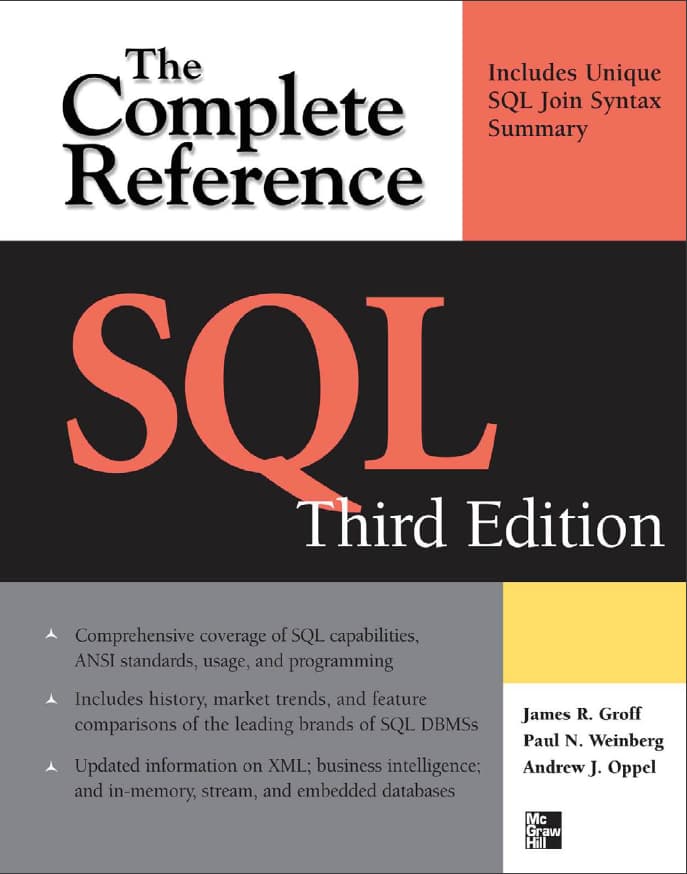 The
Complete
Reference
Includes Unique
SQL Join Syntax
Summary
SQL
Third Edition
Comprehensive coverage of SQL capabilities,
ANSI standards, usage, and programming
Includes history, market trends, and feature
comparisons of the leading brands of SQL DBMSs
Updated information on XML; business intelligence;
and in-memory, stream, and embedded databases
James R. Groff
Paul N. Weinberg
Andrew J. Oppel
Mc
Graw
Hill